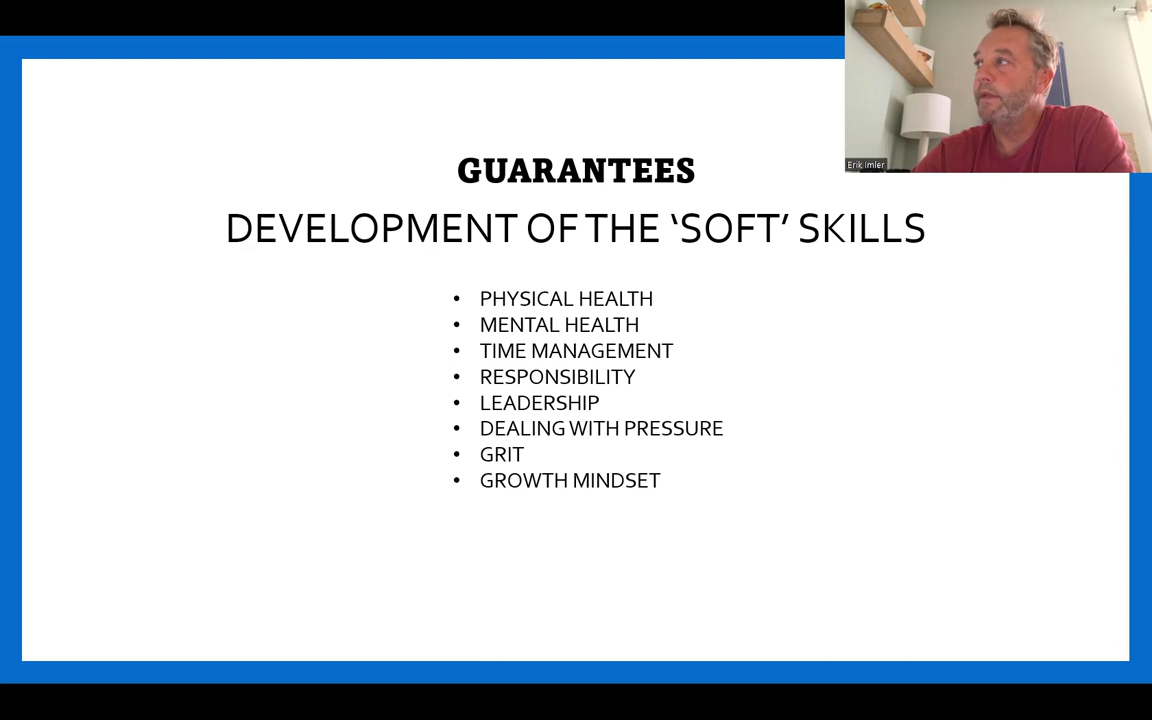 Erik Imler
GUARANTEES
DEVELOPMENT OF THE ‘SOFT’ SKILLS
• PHYSICAL HEALTH
• MENTAL HEALTH
• TIME MANAGEMENT
• RESPONSIBILITY
• LEADERSHIP
• DEALING WITH PRESSURE
• GRIT
• GROWTH MINDSET